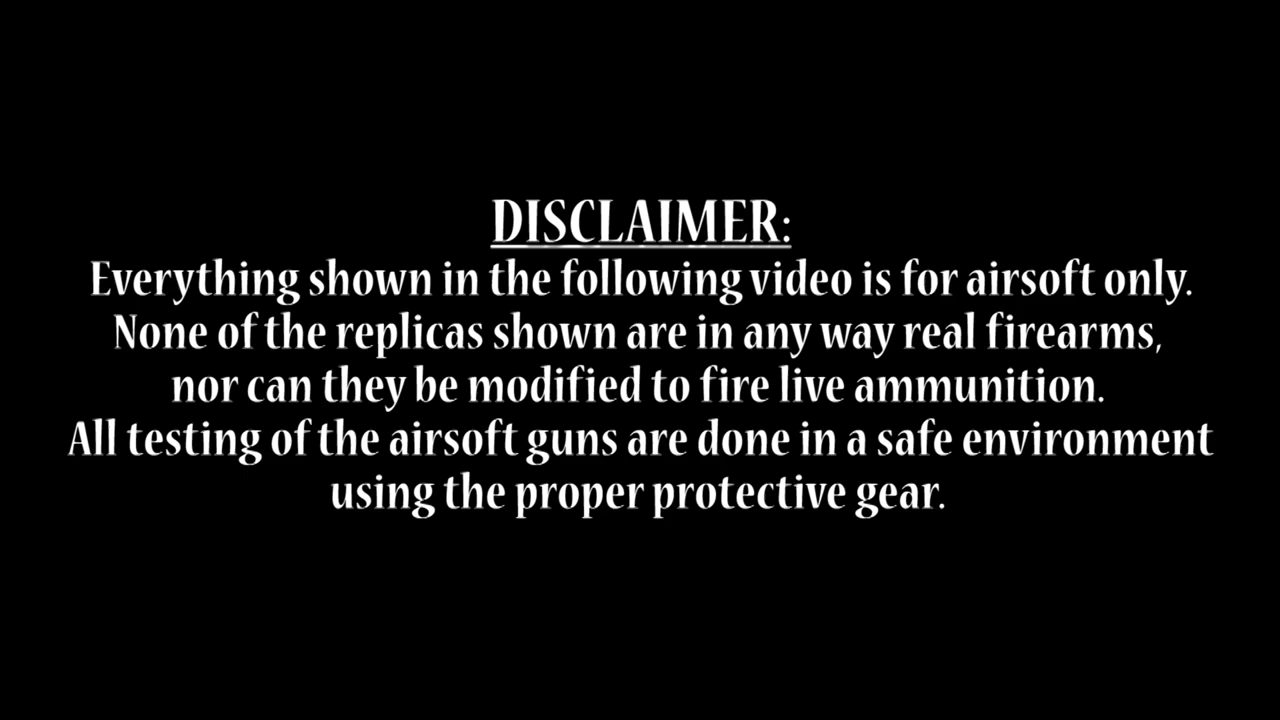 DISCLAIMER:
Everything shown in the following video is for airsoft only.
None of the replicas shown are in any way real firearms,
nor can they be modified to fire live ammunition.
All testing of the airsoft guns are done in a safe environment
using the proper protective gear.